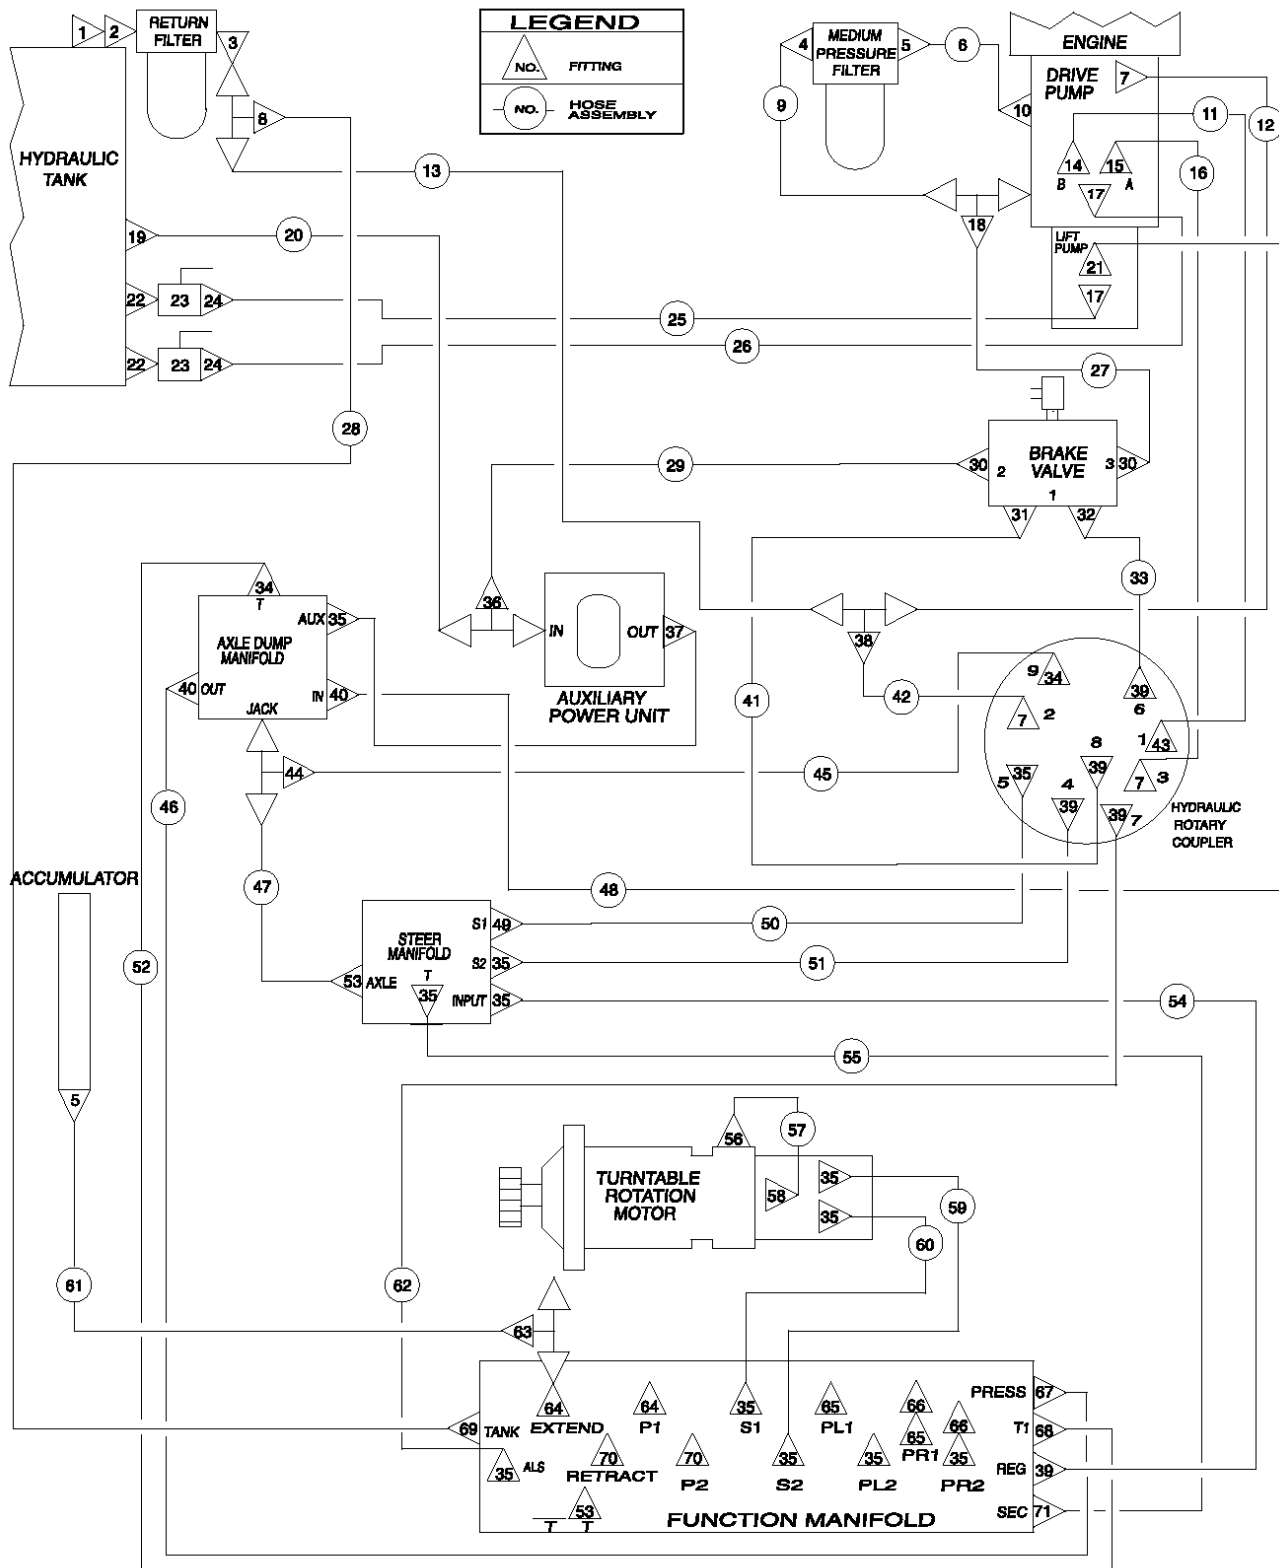 1
2
RETURN
FILTER
3
LEGEND
NO.
FITTING
NO.
HOSE
ASSEMBLY
4
MEDIUM
PRESSURE
FILTER
5
6
ENGINE
DRIVE
PUMP
7
8
9
10
11
12
HYDRAULIC
TANK
13
14
B
15
A
16
17
18
19
20
LIFT
PUMP
21
17
22
23
24
25
22
23
24
26
27
28
29
30
2
BRAKE
VALVE
3
30
1
31
32
33
34
T
AUX
35
AXLE DUMP
MANIFOLD
40
OUT
IN
40
JACK
36
IN
OUT
37
AUXILIARY
POWER UNIT
38
41
42
9
34
39
6
7
2
1
43
8
39
5
35
4
39
7
3
39
7
HYDRAULIC
ROTARY
COUPLER
44
45
46
47
48
ACCUMULATOR
S1
49
50
STEER
MANIFOLD
S2
35
51
52
53
AXLE
T
35
INPUT
35
54
55
5
56
57
TURNTABLE
ROTATION
MOTOR
58
35
35
59
60
61
62
63
PRESS
67
64
EXTEND
64
P1
35
S1
65
PL1
66
65
PR1
66
T1
68
69
TANK
35
ALS
70
RETRACT
70
P2
35
S2
35
PL2
35
PR2
REG
39
53
T
T
SEC
71
FUNCTION MANIFOLD